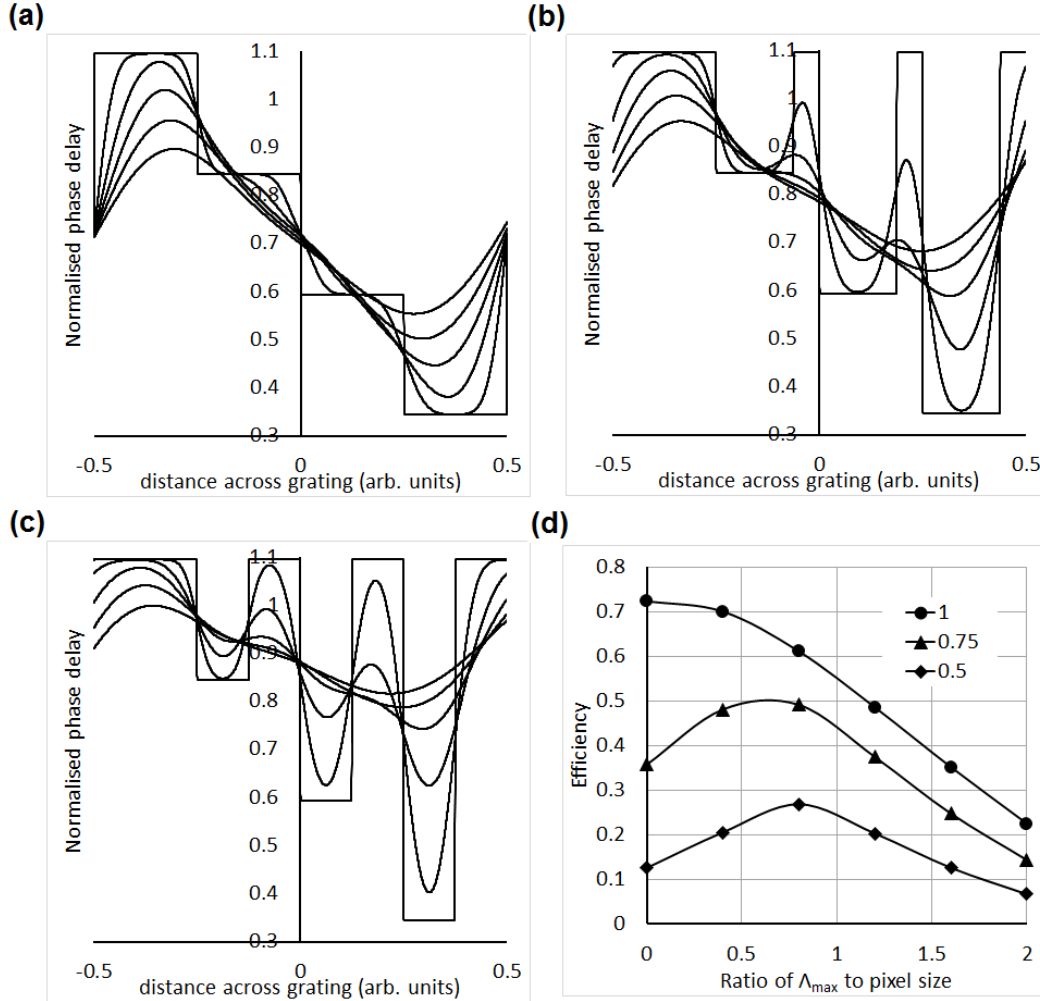 (a)
Normalised phase delay
1.1
1
0.9
0.8
0.7
0.6
0.5
0.4
0.3
-0.5 0 0.5
distance across grating (arb. units)
(b)
Normalised phase delay
1.1
1
0.9
0.8
0.7
0.6
0.5
0.4
0.3
-0.5 0 0.5
distance across grating (arb. units)
(c)
Normalised phase delay
1.1
1
0.9
0.8
0.7
0.6
0.5
0.4
0.3
-0.5 0 0.5
distance across grating (arb. units)
(d)
Efficiency
0.8
0.7
0.6
0.5
0.4
0.3
0.2
0.1
0
1
0.75
0.5
0 0.5 1 1.5 2
Ratio of Λmax to pixel size